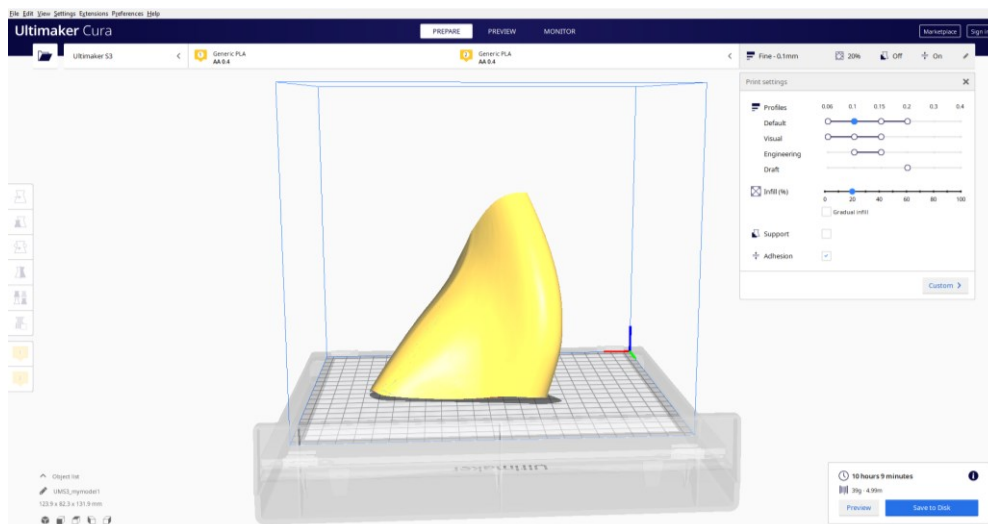 File Edit View Settings Extensions Preferences Help
Ultimaker Cura
PREPARE PREVIEW MONITOR
Marketplace
Ultimaker S3
Generic PLA
AA 0.4
Generic PLA
AA 0.4
Fine - 0.1mm 20% Off On
Print settings
Profiles 0.06 0.1 0.15 0.2 0.3 0.4
Default
Visual
Engineering
Draft
Infill (%)
0 20 40 60 80 100
Gradual infill
Support
Adhesion
Custom
Ultimaker
Object list
UMS3_mymodel1
123.9 x 82.3 x 131.9 mm
10 hours 9 minutes
39g · 4.99m
Preview Save to Disk